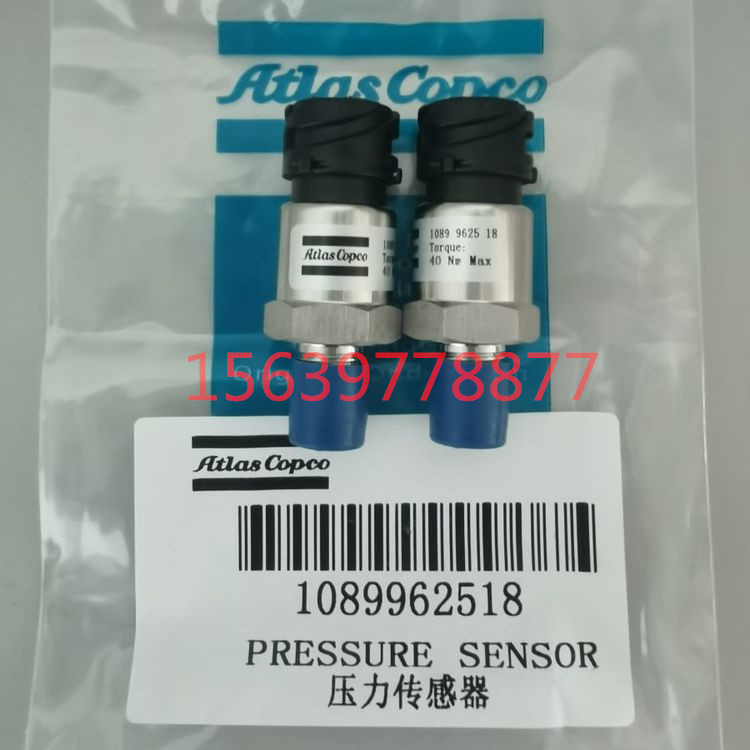 Atlas Copco
Atlas Copco
1089 9625 18
Torque:
40 Nm Max
15639778877
Atlas Copco
1089962518
PRESSURE SENSOR
压力传感器